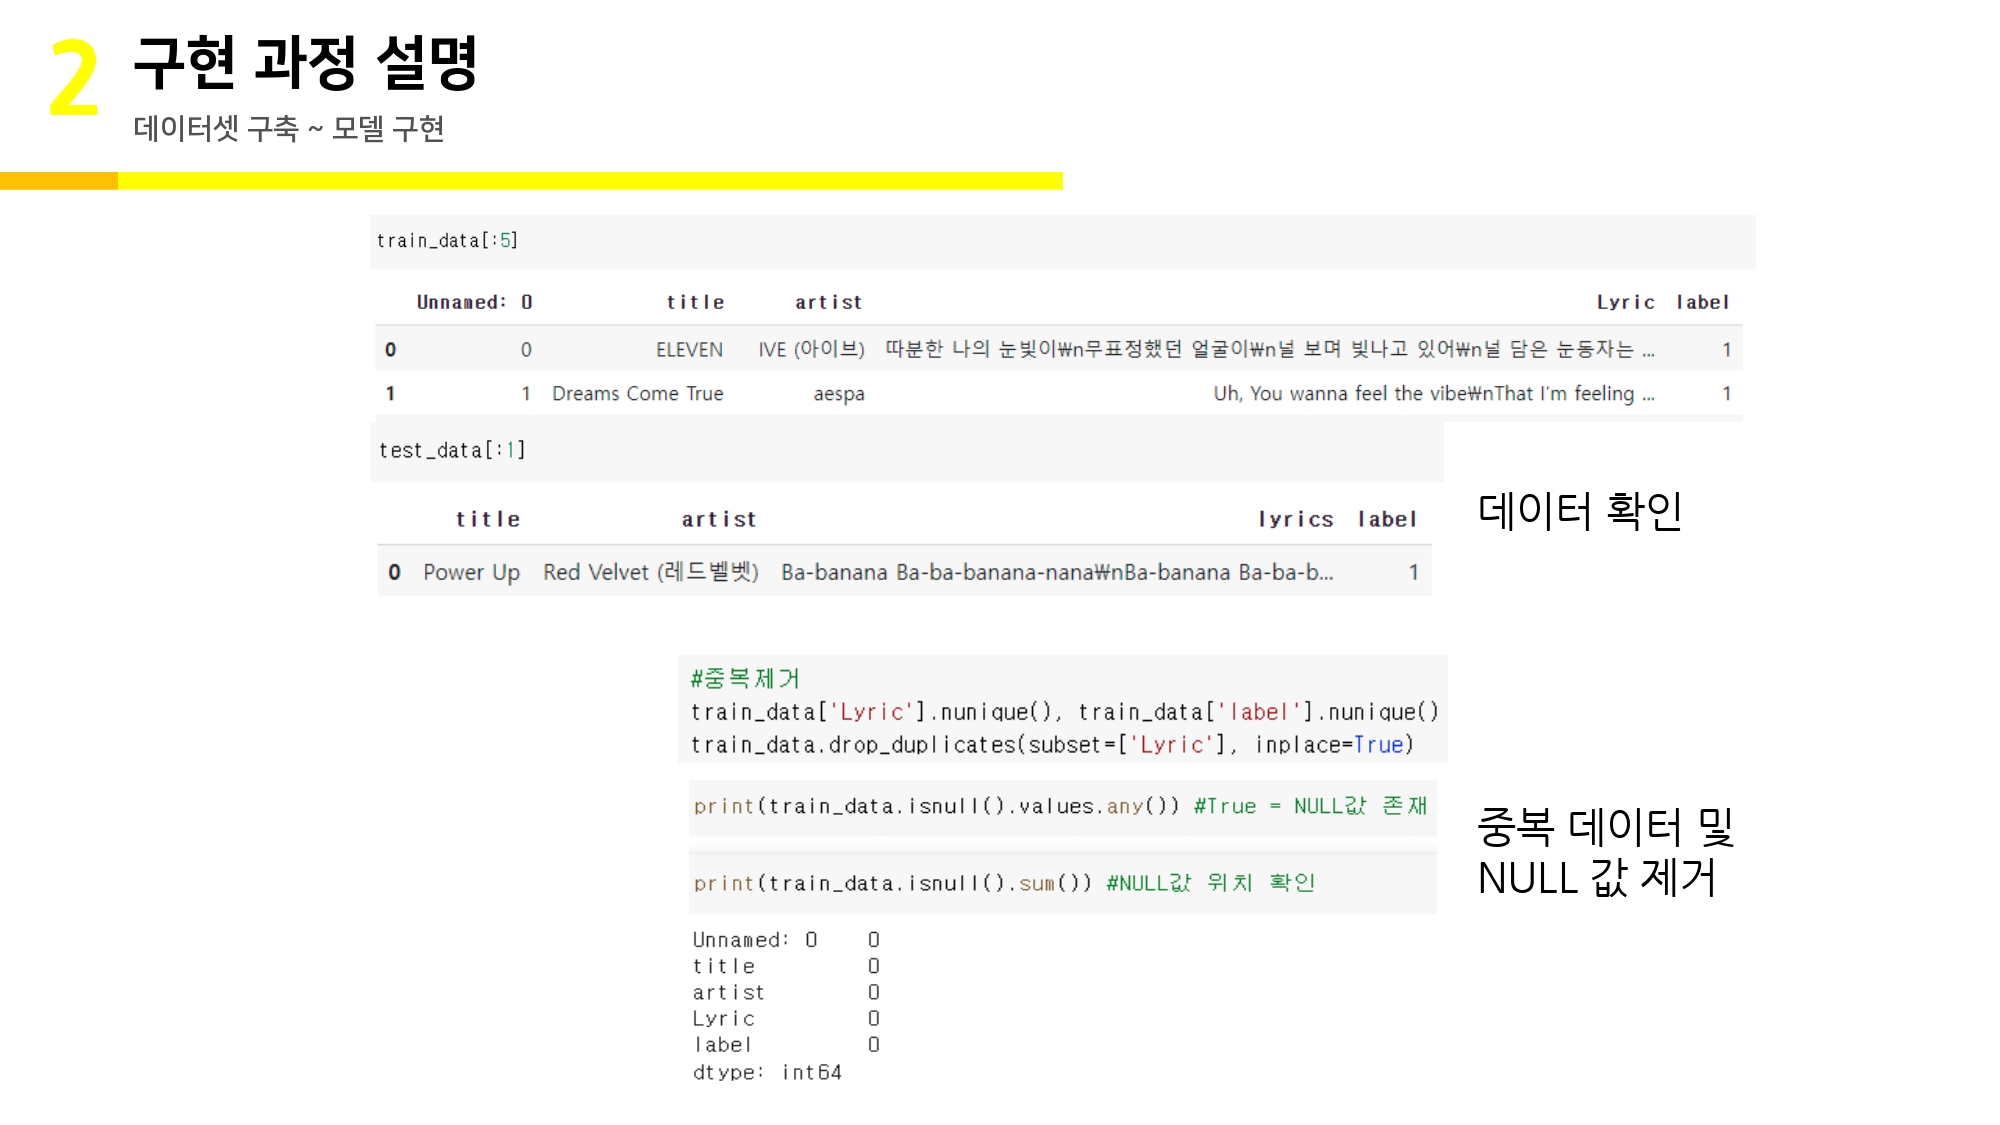 2
구현 과정 설명
데이터셋 구축 ~ 모델 구현
train_data[:5]
Unnamed: 0 title artist Lyric label
0 0 ELEVEN IVE (아이브) 따분한 나의 눈빛이₩n무표정했던 얼굴이₩n널 보며 빛나고 있어₩n널 담은 눈동자는 ... 1
1 1 Dreams Come True aespa Uh, You wanna feel the vibe₩nThat I'm feeling ... 1
test_data[:1]
title artist lyrics label
0 Power Up Red Velvet (레드벨벳) Ba-banana Ba-ba-banana-nana₩nBa-banana Ba-ba-b... 1
데이터 확인
#중복제거
train_data['Lyric'].nunique(), train_data['label'].nunique()
train_data.drop_duplicates(subset=['Lyric'], inplace=True)
print(train_data.isnull().values.any()) #True = NULL값 존재
print(train_data.isnull().sum()) #NULL값 위치 확인
Unnamed: 0 0
title 0
artist 0
Lyric 0
label 0
dtype: int64
중복 데이터 및
NULL 값 제거